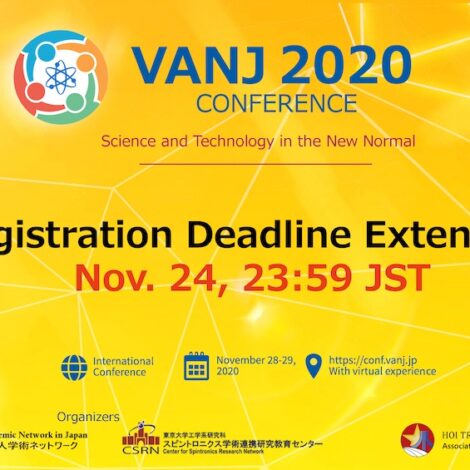 VANJ 2020
CONFERENCE
Science and Technology in the New Normal
gistration Deadline Exten
Nov. 24, 23:59 JST
International
Conference
November 28-29,
2020
https://conf.vanj.jp
With virtual experience
Organizers
emic Network in Japan
人学術ネットワーク
CSRN
東京大学工学系研究科
スピントロニクス学術連携研究教育センター
Center for Spintronics Research Network
HOI TR
Associat